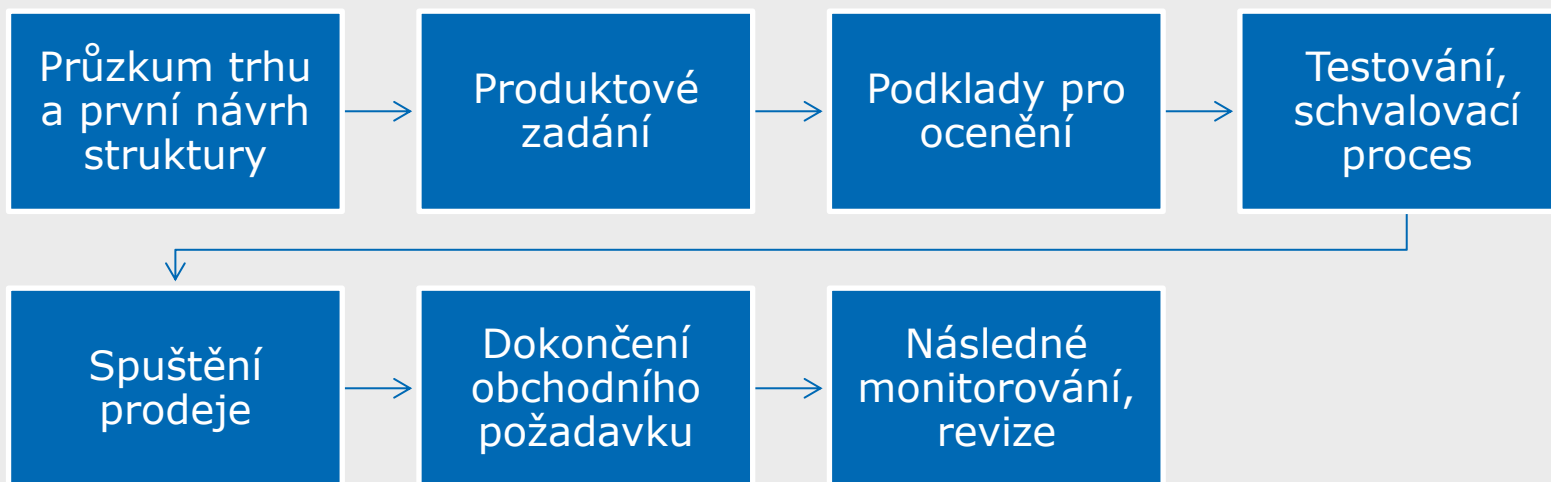 Průzkum trhu
a první návrh
struktury
Produktové
zadání
Podklady pro
ocenění
Testování,
schvalovací
proces
Spuštění
prodeje
Dokončení
obchodního
požadavku
Následné
monitorování,
revize